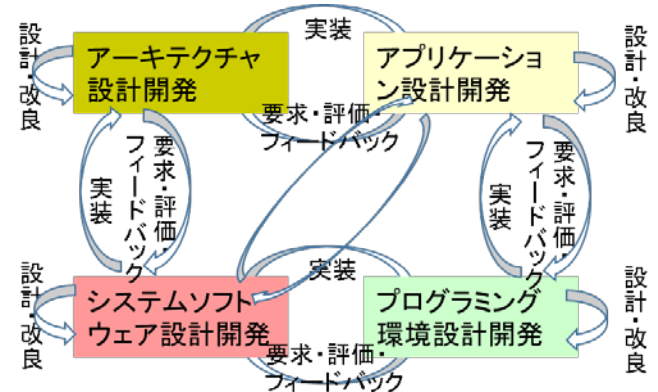 実装
設計・改良
アーキテクチャ
設計開発
アプリケーショ
ン設計開発
設計・改良
要求・評価・
フィードバック
実装
フィードバック
要求・評価・
実装
フィードバック
要求・評価・
設計・改良
システムソフト
ウェア設計開発
実装
プログラミング
環境設計開発
設計・改良
要求・評価・
フィードバック